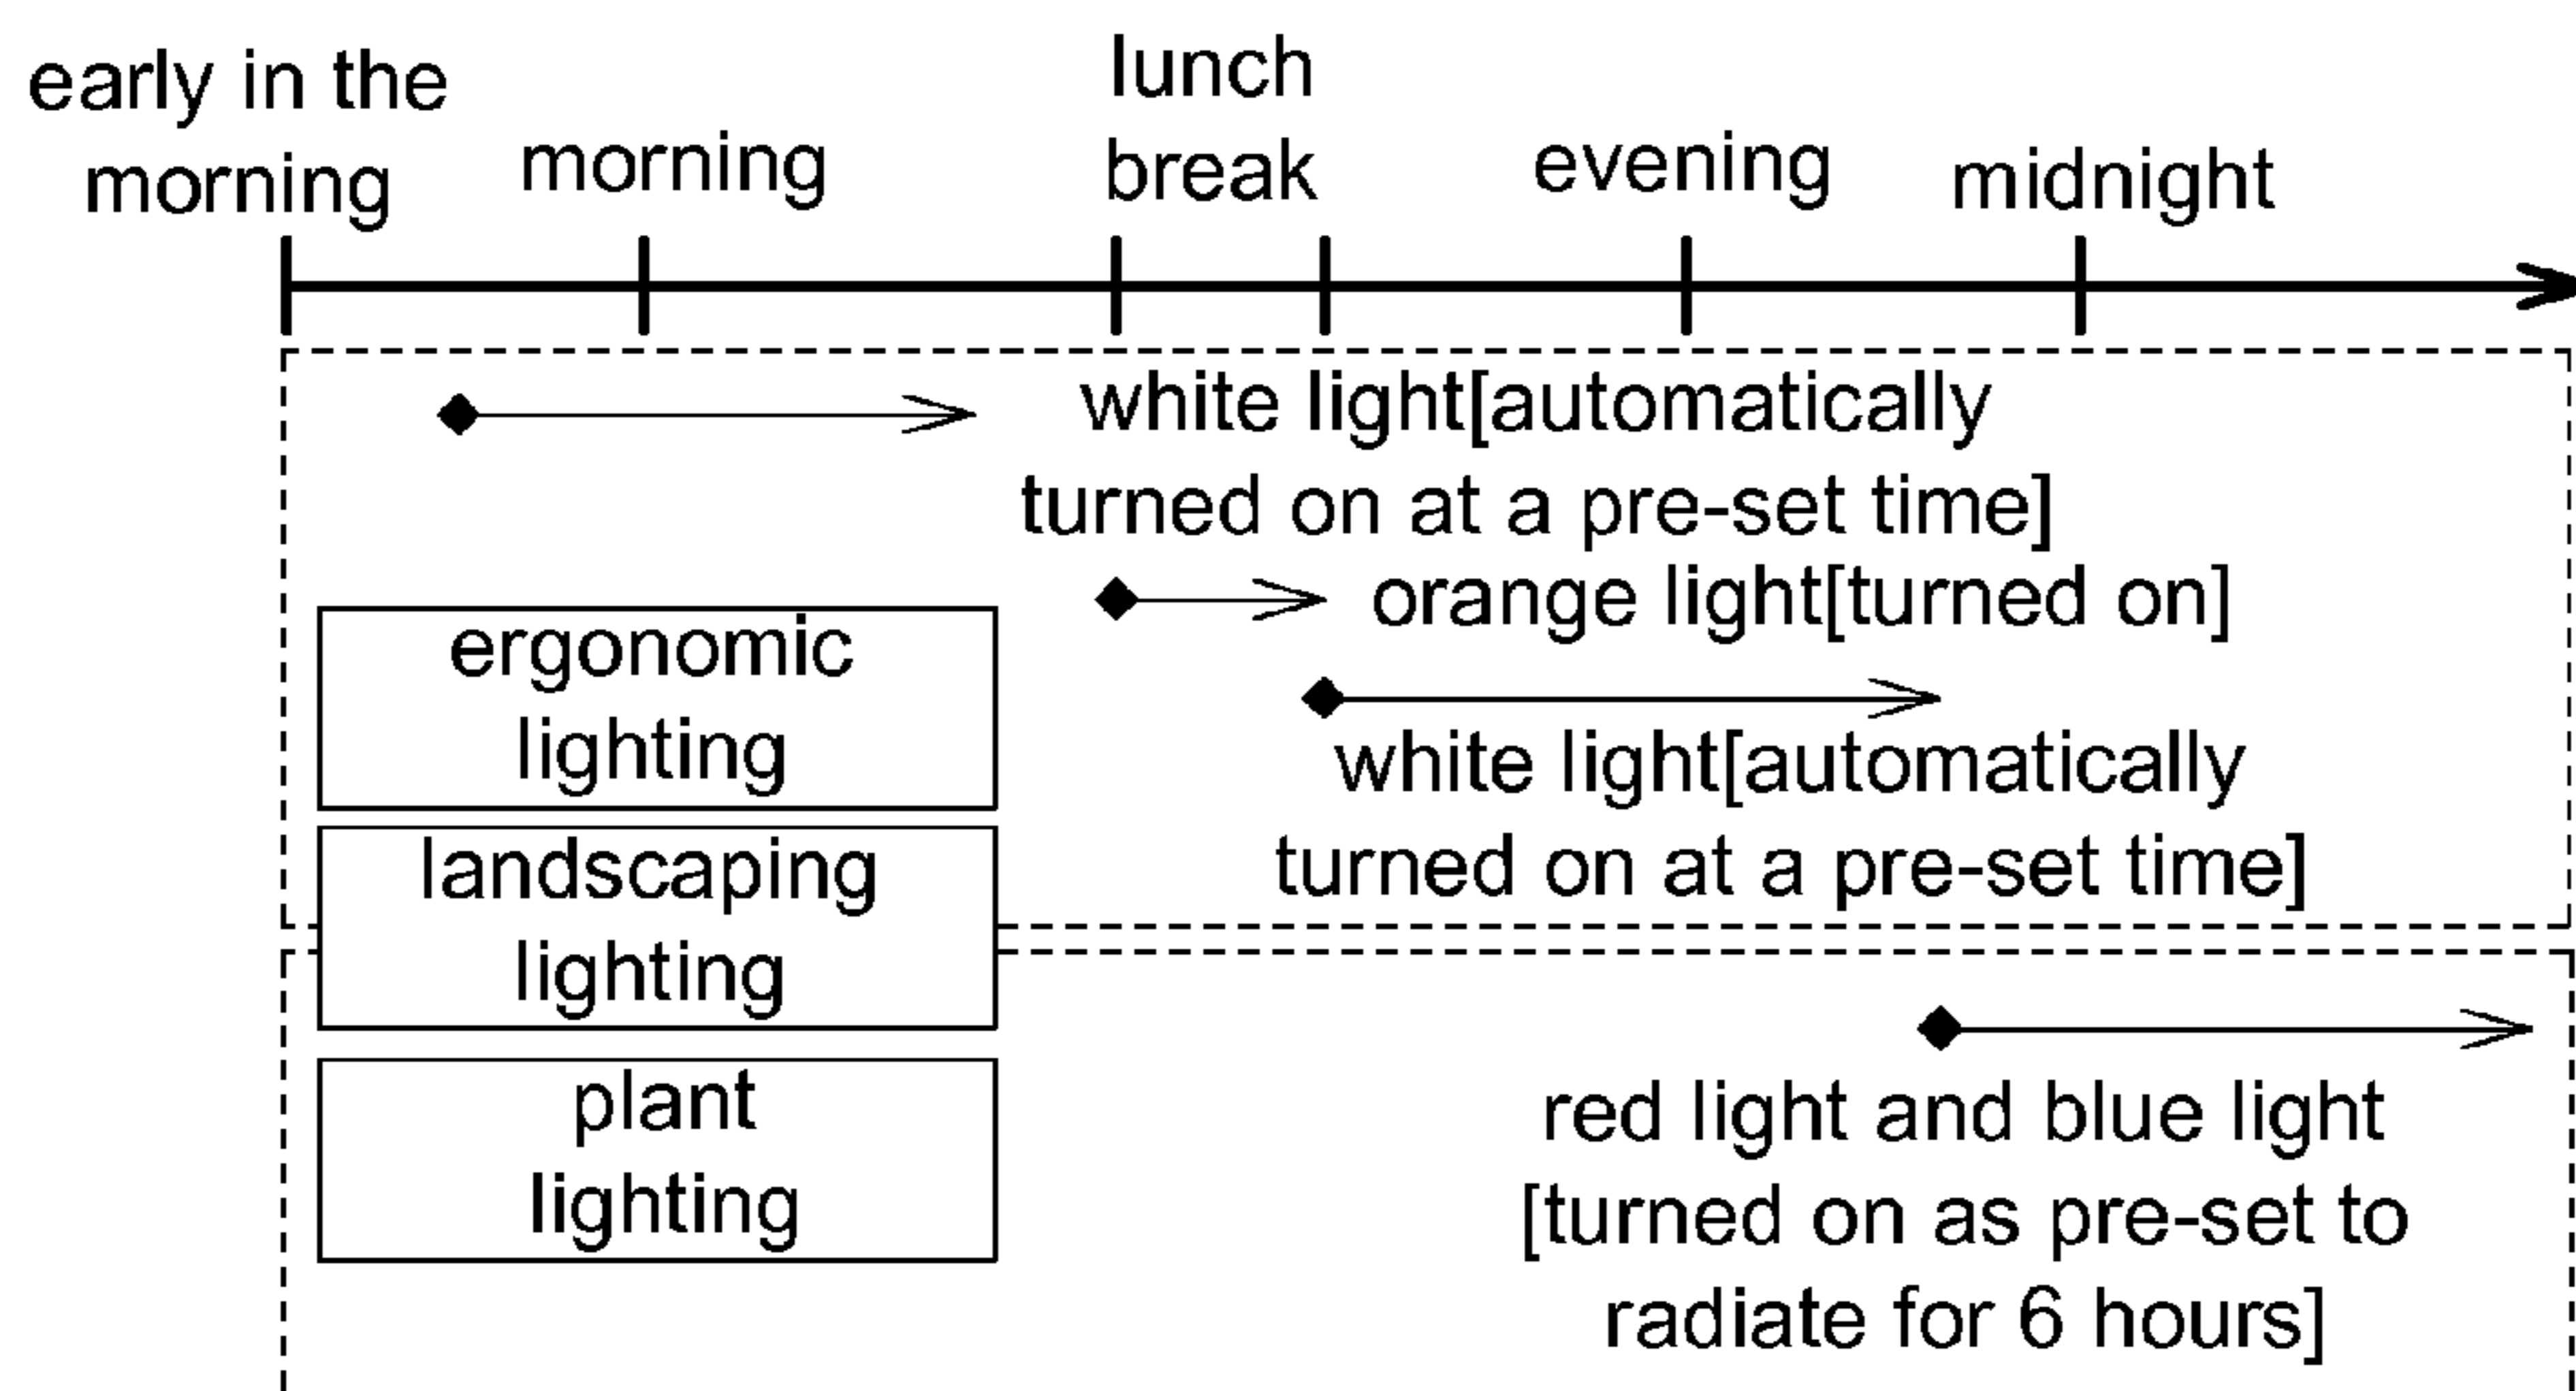 early in the
morning
morning
lunch
break
evening
midnight
white light[automatically
turned on at a pre-set time]
orange light[turned on]
ergonomic
lighting
white light[automatically
turned on at a pre-set time]
landscaping
lighting
plant
lighting
red light and blue light
[turned on as pre-set to
radiate for 6 hours]